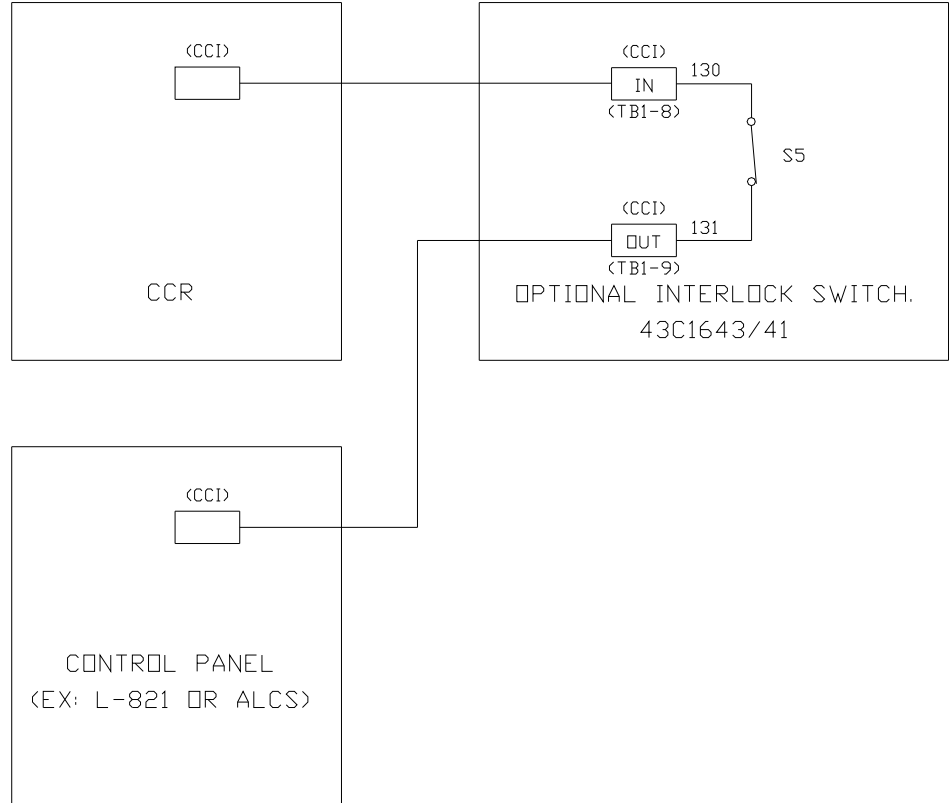 (CCI)
(CCI)
IN
130
(TB1-8)
S5
(CCI)
OUT
131
(TB1-9)
CCR
OPTIONAL INTERLOCK SWITCH.
43C1643/41
(CCI)
CONTROL PANEL
(EX: L-821 OR ALCS)